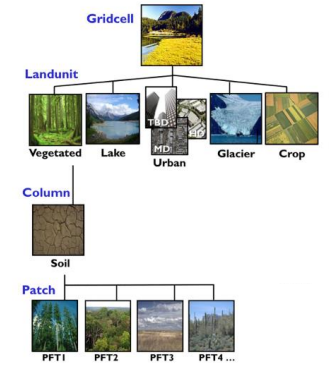 Gridcell
Landunit
TBD
HD
MD
Vegetated Lake Urban Glacier Crop
Column
Soil
Patch
PFT1 PFT2 PFT3 PFT4 ...